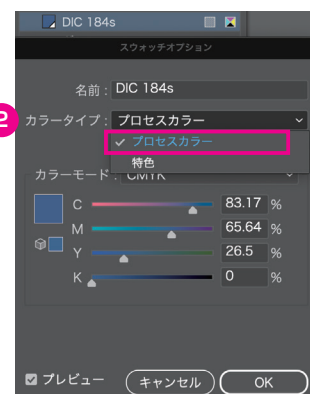 DIC 184s
スウォッチオプション
名前 : DIC 184s
2 カラータイプ : プロセスカラー
プロセスカラー
特色
カラーモード : CMYK
C 83.17 %
M 65.64 %
Y 26.5 %
K 0 %
プレビュー キャンセル OK